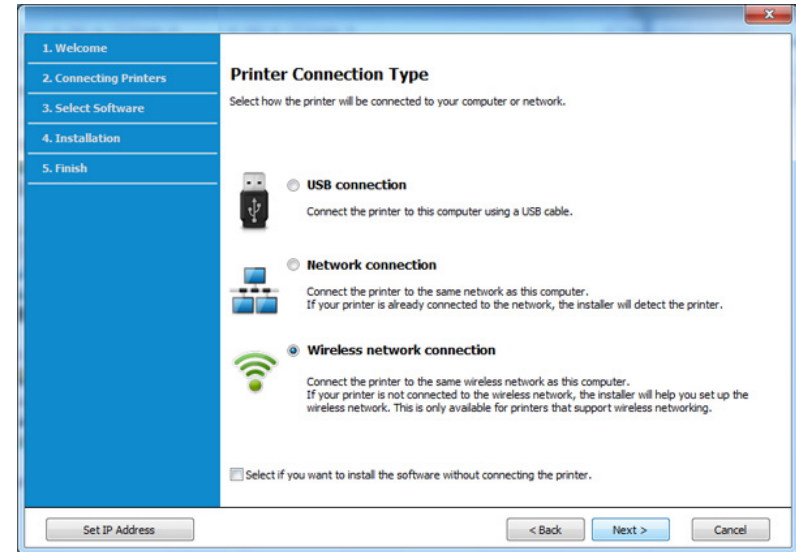 X
1. Welcome
2. Connecting Printers
3. Select Software
4. Installation
5. Finish
Printer Connection Type
Select how the printer will be connected to your computer or network.
USB connection
Connect the printer to this computer using a USB cable.
Network connection
Connect the printer to the same network as this computer.
If your printer is already connected to the network, the installer will detect the printer.
Wireless network connection
Connect the printer to the same wireless network as this computer.
If your printer is not connected to the wireless network, the installer will help you set up the
wireless network. This is only available for printers that support wireless networking.
Select if you want to install the software without connecting the printer.
Set IP Address
< Back
Next >
Cancel